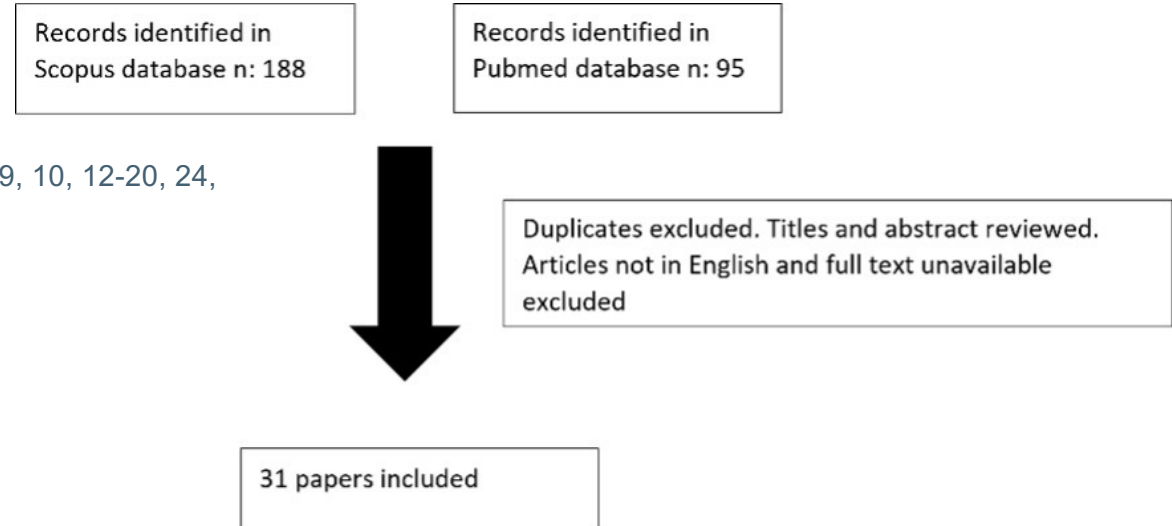 Records identified in
Scopus database n: 188
Records identified in
Pubmed database n: 95
9, 10, 12-20, 24,
Duplicates excluded. Titles and abstract reviewed.
Articles not in English and full text unavailable
excluded
31 papers included